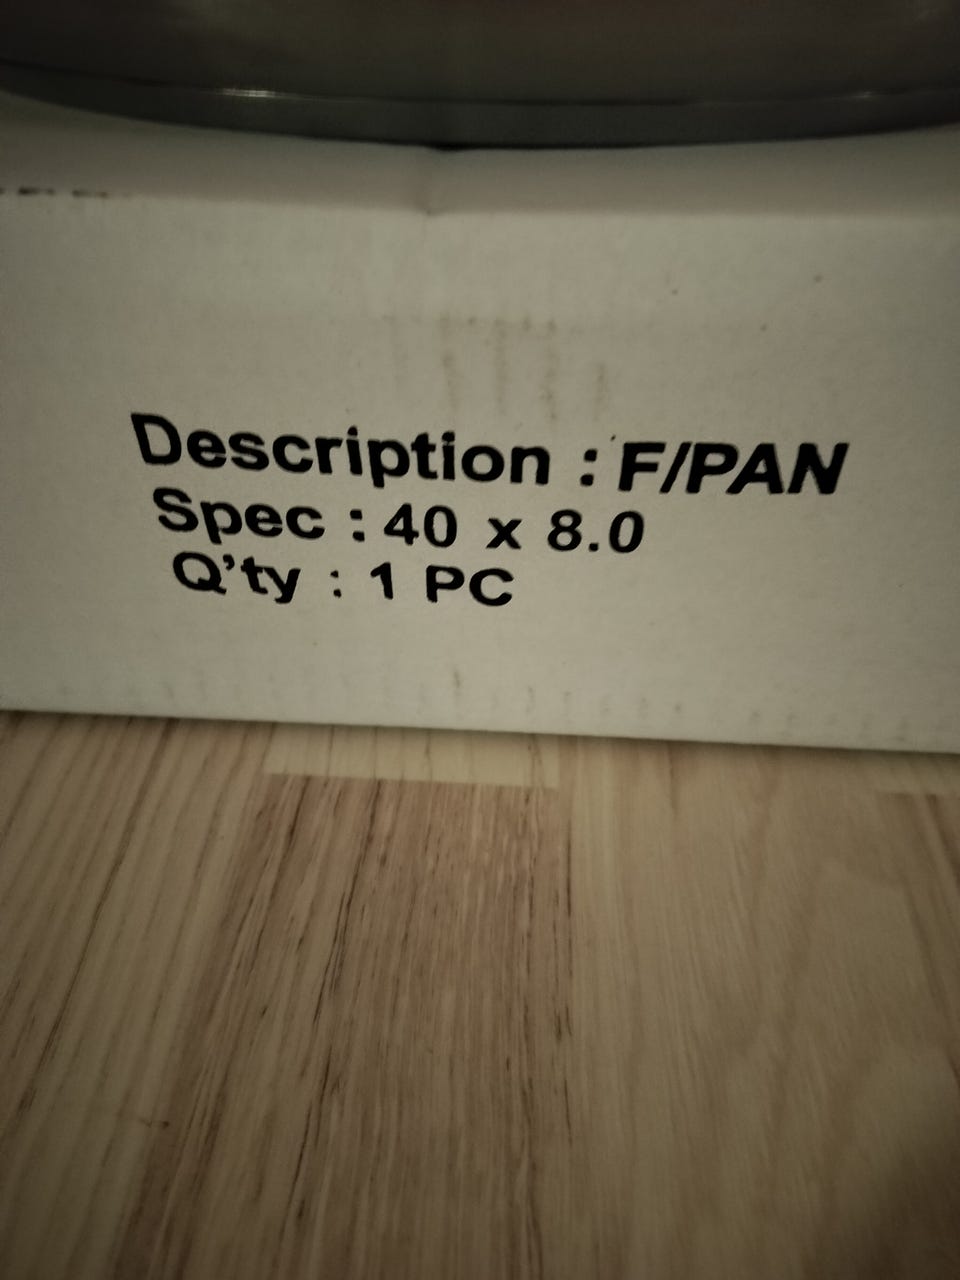 Description : F/PAN
Spec : 40 x 8.0
Q'ty : 1 PC